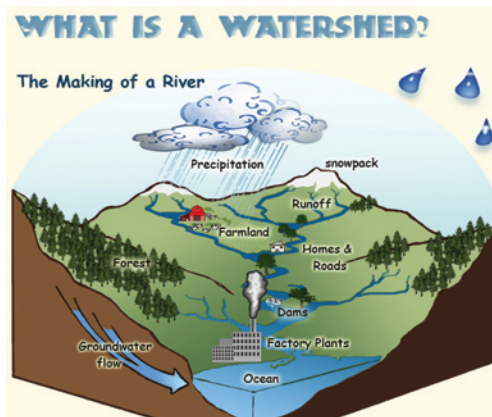 WHAT IS A WATERSHED?
The Making of a River
Precipitation
snowpack
Runoff
Farmland
Homes &
Roads
Forest
Dams
Groundwater
flow
Factory Plants
Ocean